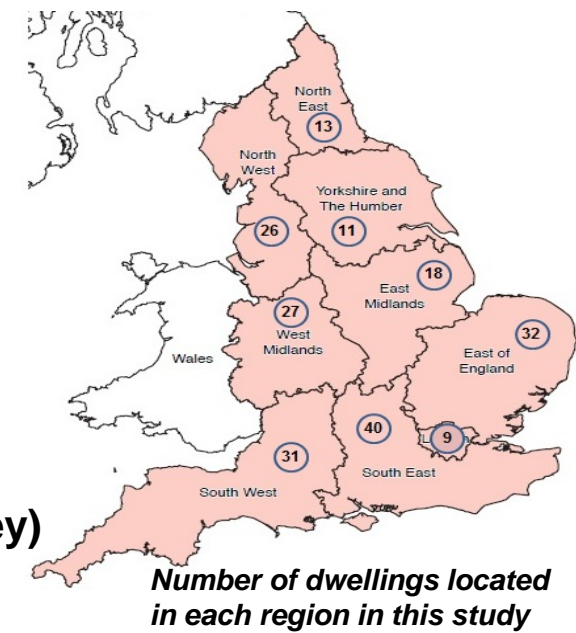 North
East
13
North
West
Yorkshire and
The Humber
26
11
18
East
Midlands
27
West
Midlands
32
East of
England
Wales
40
9
31
South East
South West
ey)
Number of dwellings located
in each region in this study